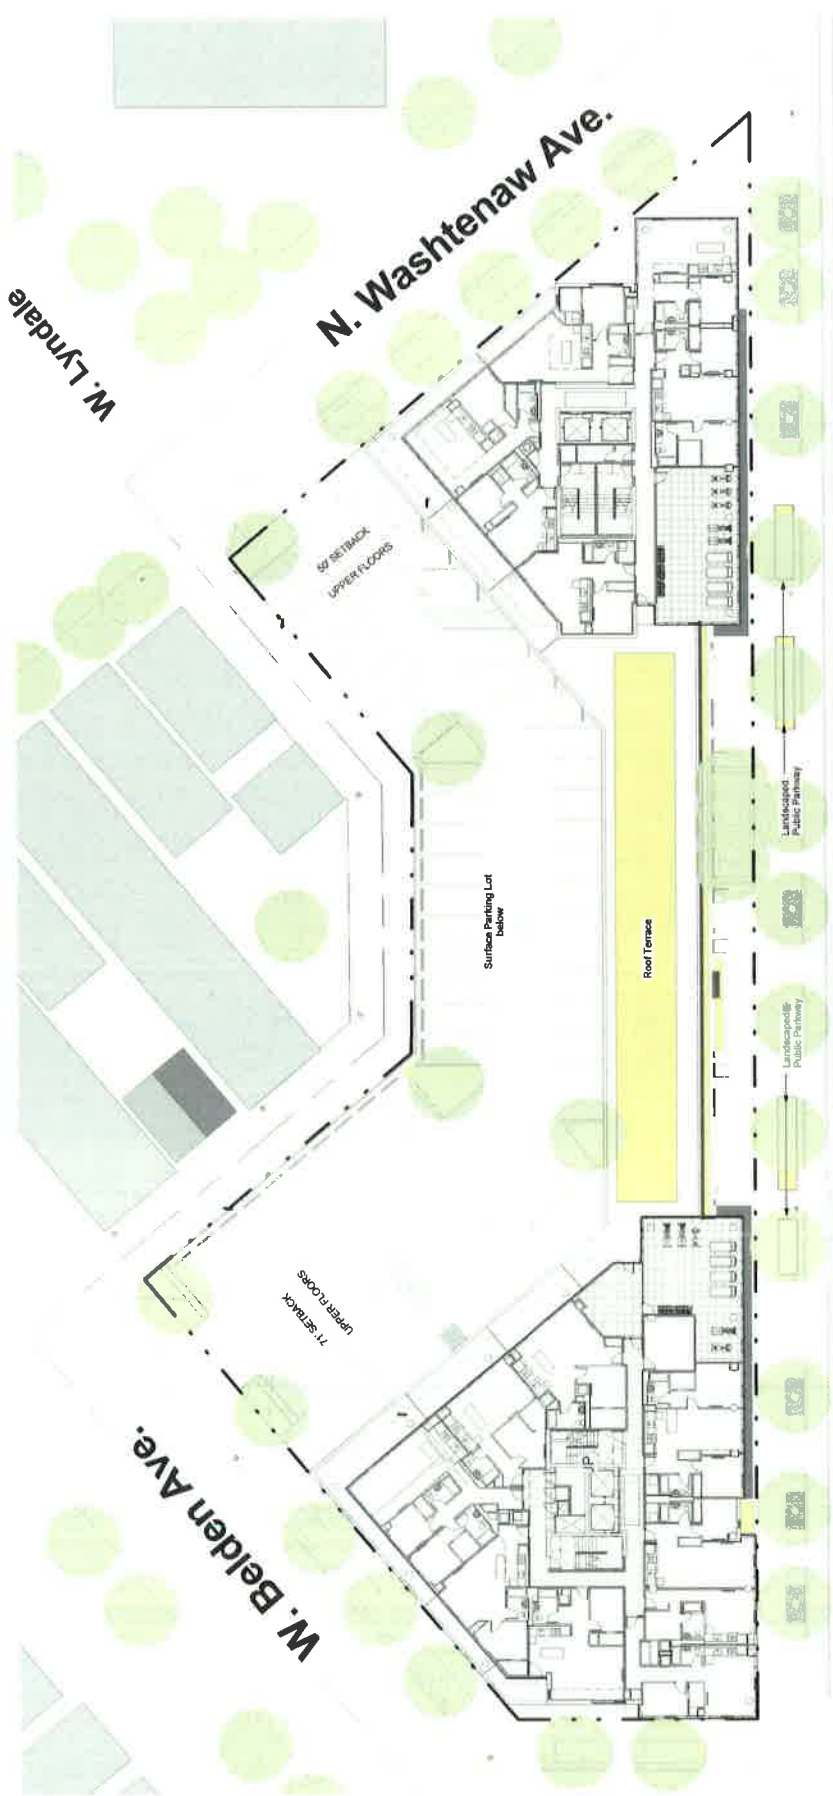 N. Washtenaw Ave.
W. Lyndale
50' SETBACK
UPPER FLOORS
Landscaped
Public Parkway
Surface Parking Lot
below
Roof Terrace
Landscaped
Public Parkway
71' SETBACK
UPPER FLOORS
W. Belden Ave.